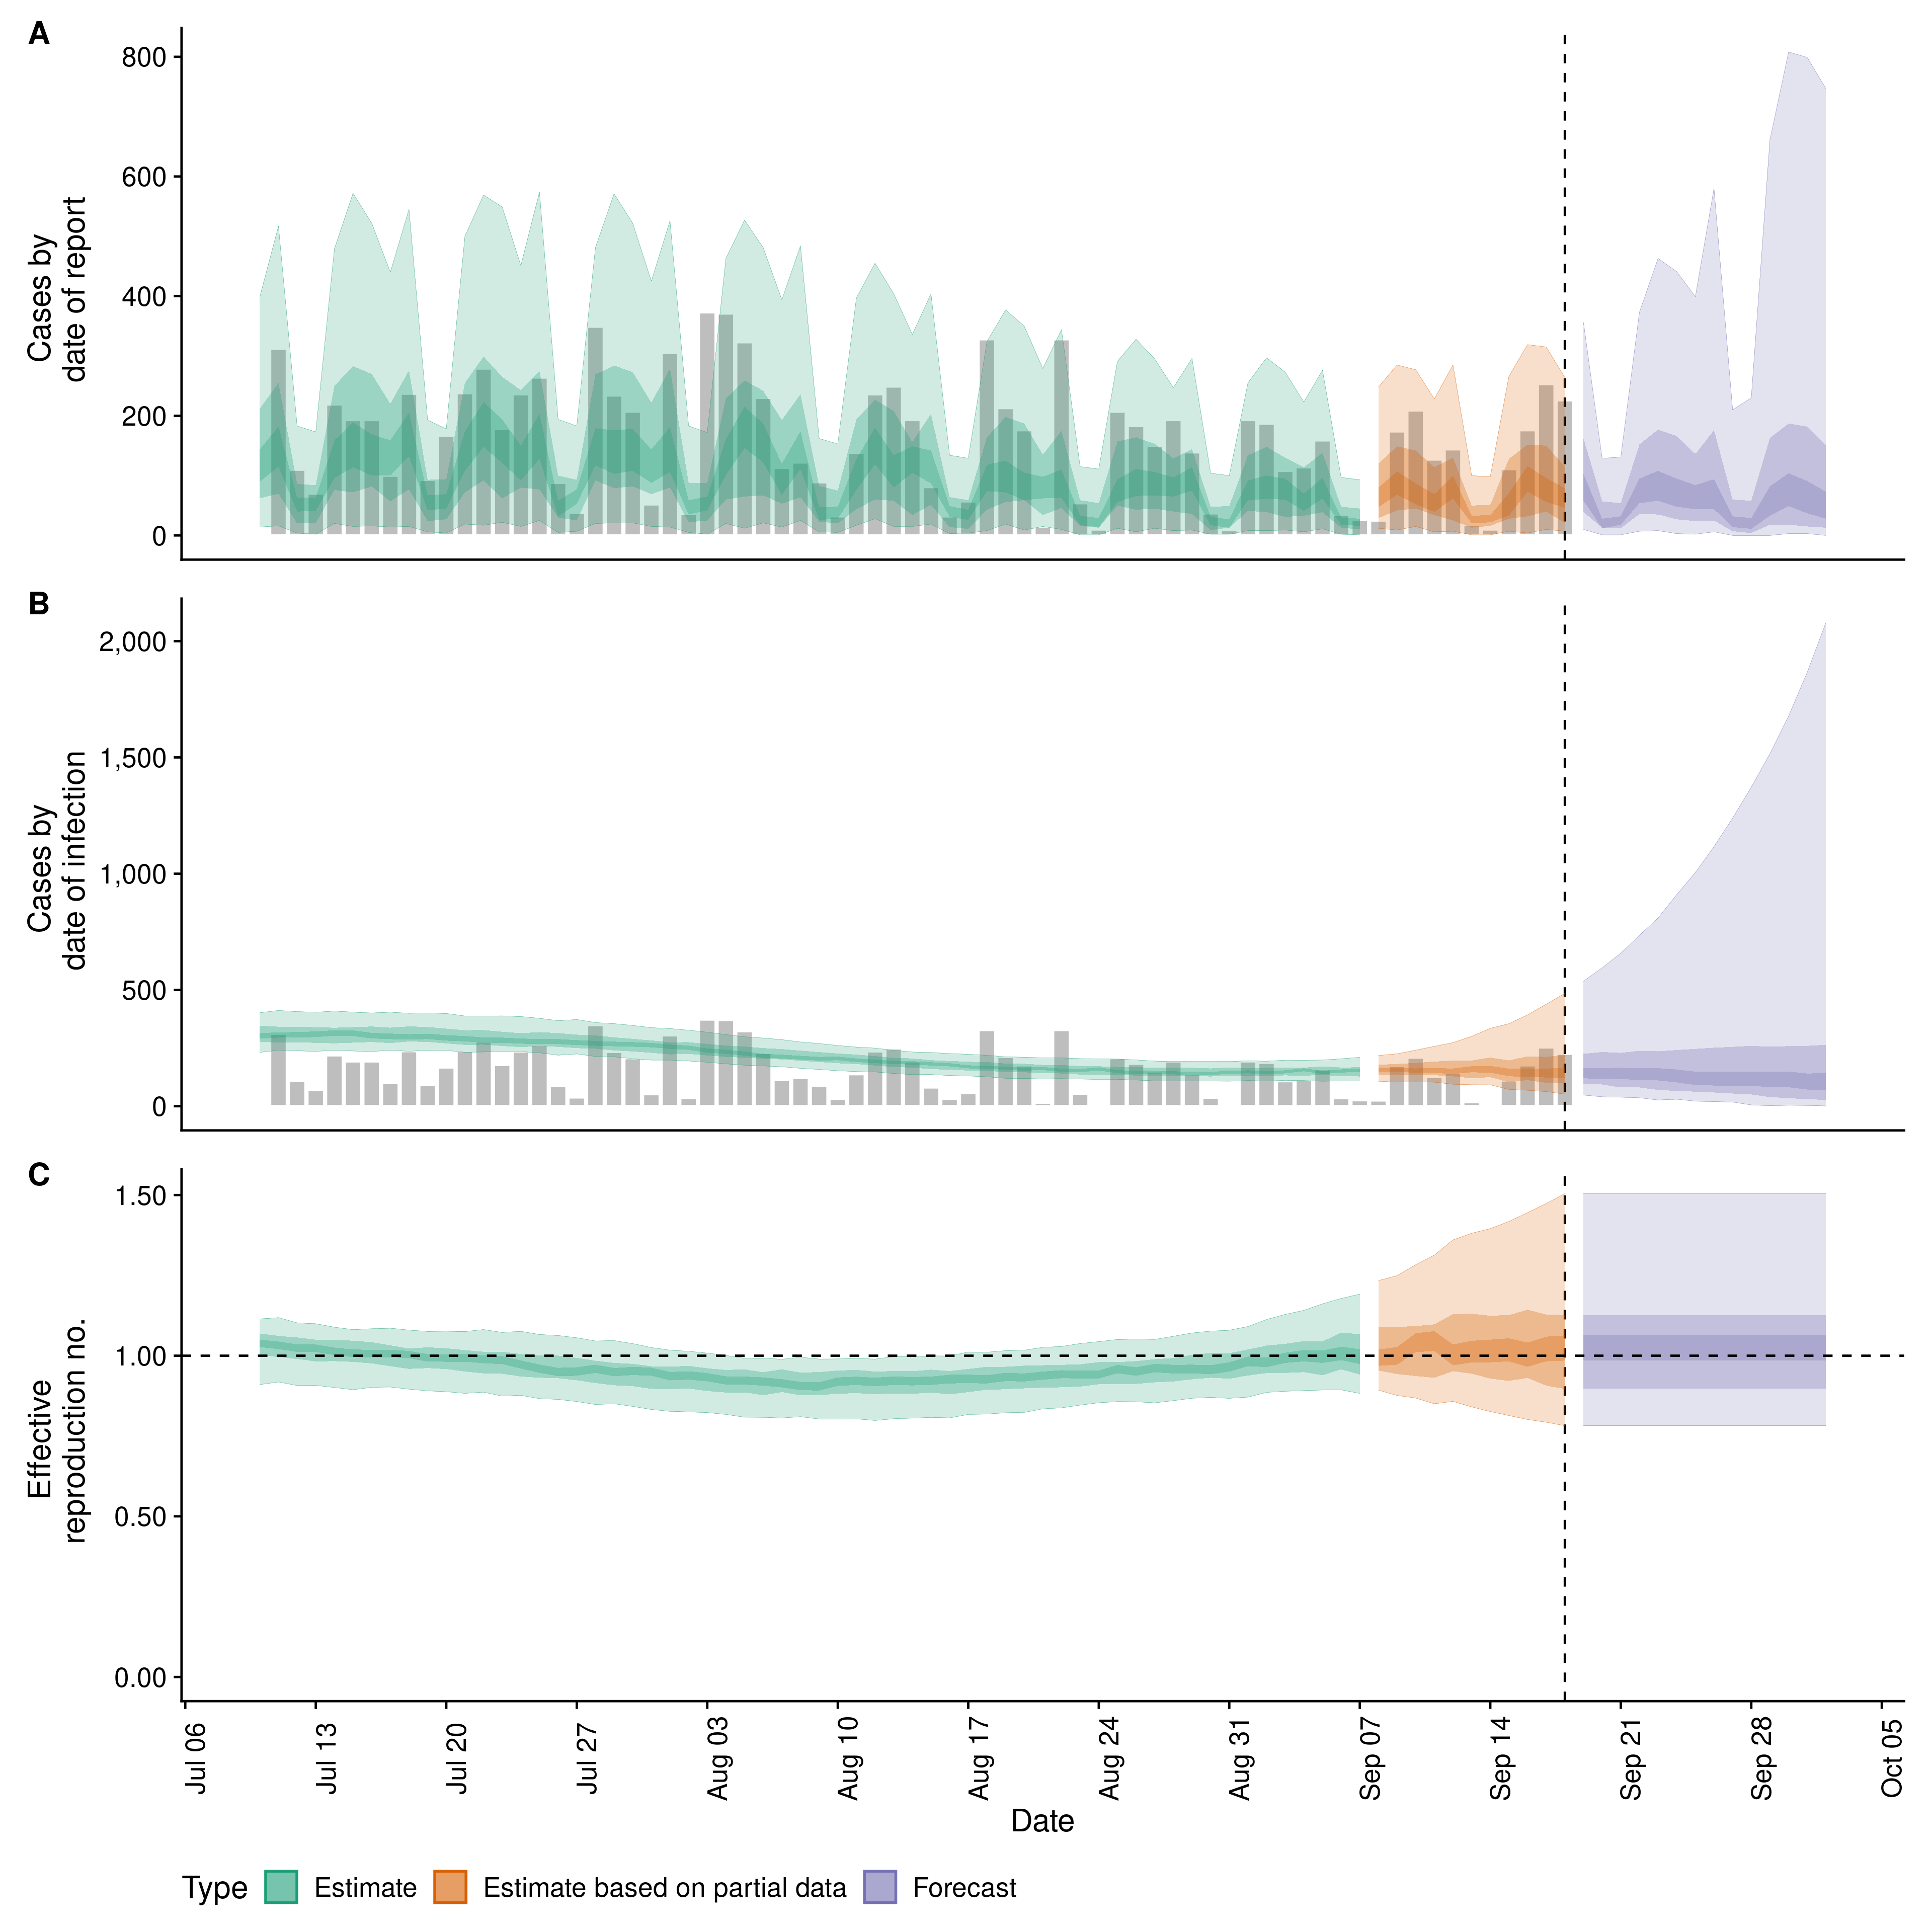 A
800
600
400
200
0
Cases by
date of report
B
2,000
1,500
1,000
500
0
Cases by
date of infection
C
1.50
1.00
0.50
0.00
Effective
reproduction no.
Jul 06
Jul 13
Jul 20
Jul 27
Aug 03
Aug 10
Aug 17
Aug 24
Aug 31
Sep 07
Sep 14
Sep 21
Sep 28
Oct 05
Date
Type Estimate Estimate based on partial data Forecast